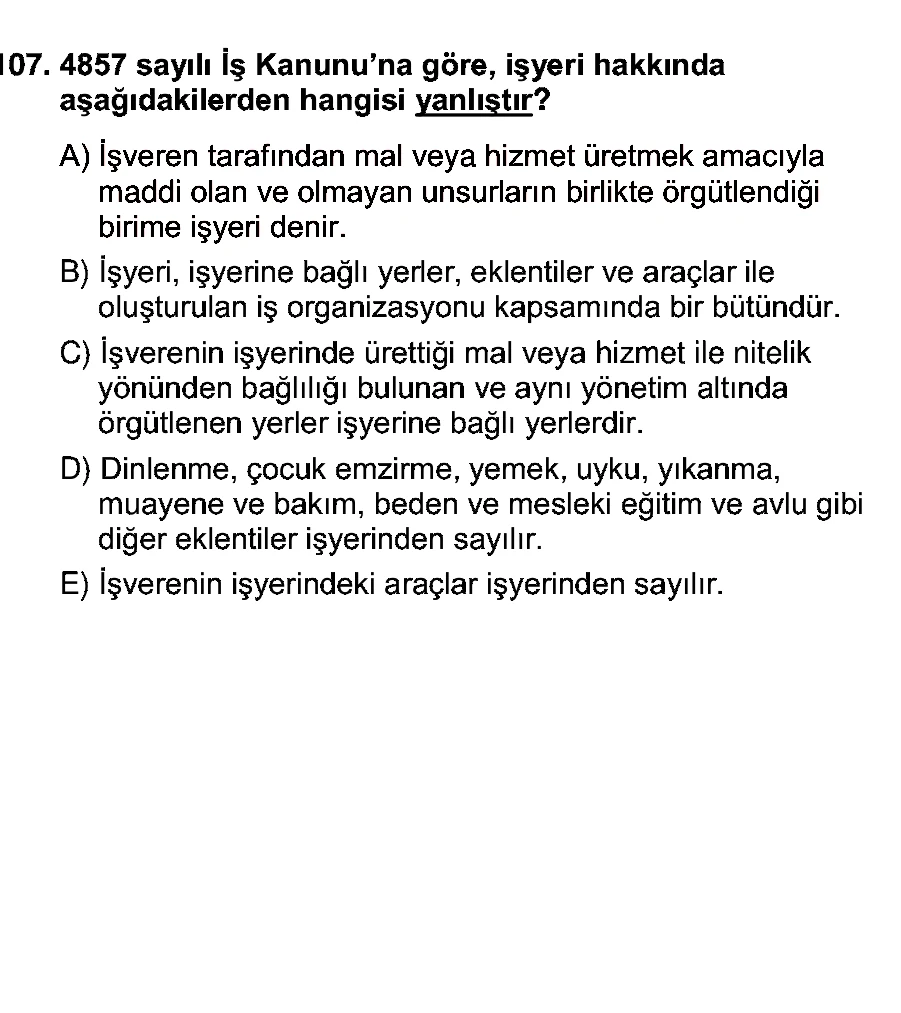 107. 4857 sayılı İş Kanunu’na göre, işyeri hakkında
aşağıdakilerden hangisi yanlıştır?
A) İşveren tarafından mal veya hizmet üretmek amacıyla
maddi olan ve olmayan unsurların birlikte örgütlendiği
birime işyeri denir.
B) İşyeri, işyerine bağlı yerler, eklentiler ve araçlar ile
oluşturulan iş organizasyonu kapsamında bir bütündür.
C) İşverenin işyerinde ürettiği mal veya hizmet ile nitelik
yönünden bağlılığı bulunan ve aynı yönetim altında
örgütlenen yerler işyerine bağlı yerlerdir.
D) Dinlenme, çocuk emzirme, yemek, uyku, yıkanma,
muayene ve bakım, beden ve mesleki eğitim ve avlu gibi
diğer eklentiler işyerinden sayılır.
E) İşverenin işyerindeki araçlar işyerinden sayılır.